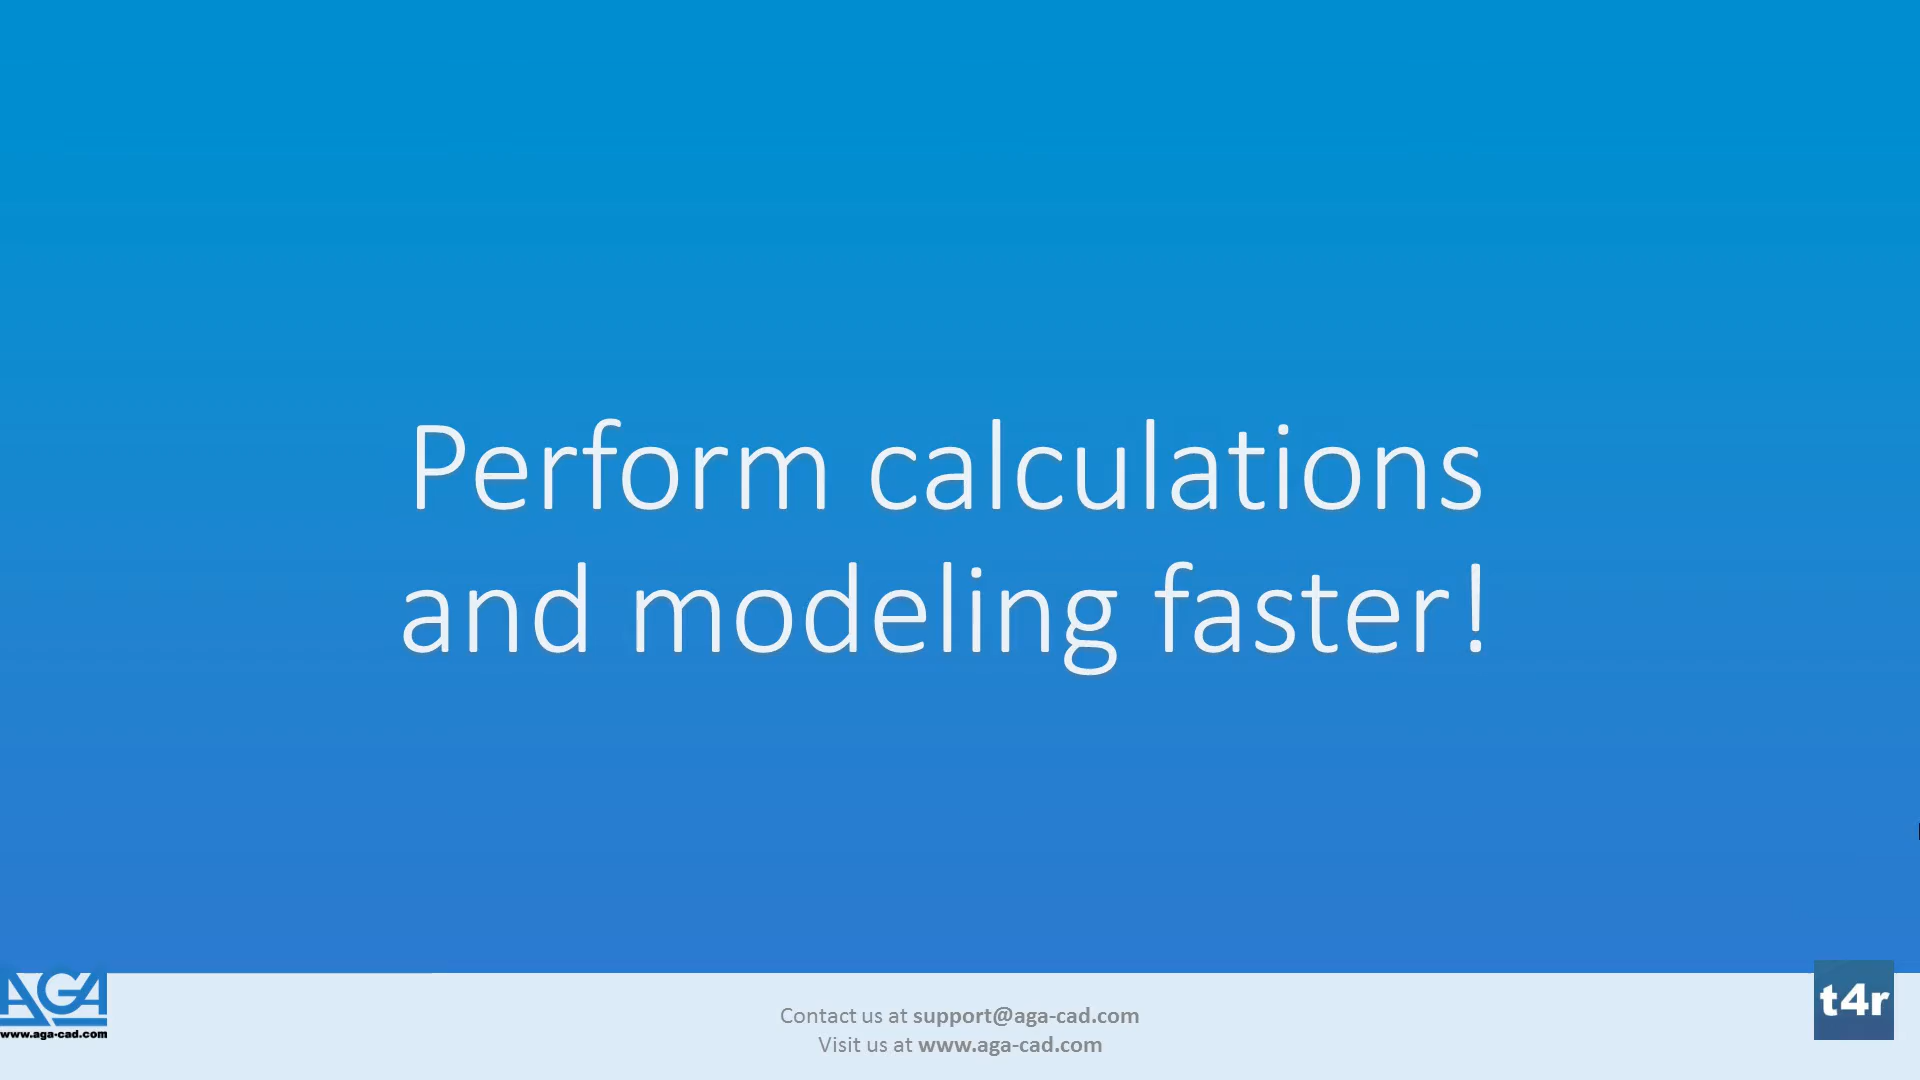 Perform calculations
and modeling faster!
AGA
www.aga-cad.com
Contact us at support@aga-cad.com
Visit us at www.aga-cad.com
t4r